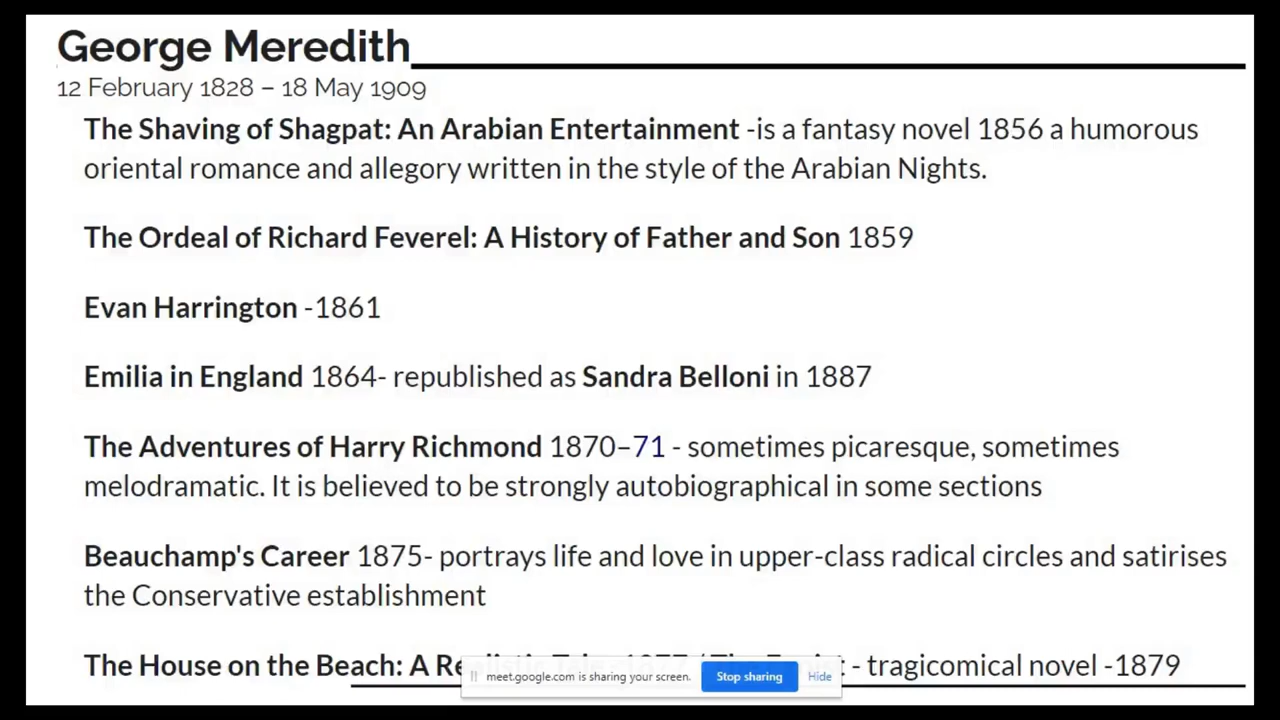 George Meredith
12 February 1828 – 18 May 1909
The Shaving of Shagpat: An Arabian Entertainment -is a fantasy novel 1856 a humorous
oriental romance and allegory written in the style of the Arabian Nights.
The Ordeal of Richard Feverel: A History of Father and Son 1859
Evan Harrington -1861
Emilia in England 1864- republished as Sandra Belloni in 1887
The Adventures of Harry Richmond 1870–71 - sometimes picaresque, sometimes
melodramatic. It is believed to be strongly autobiographical in some sections
Beauchamp's Career 1875- portrays life and love in upper-class radical circles and satirises
the Conservative establishment
The House on the Beach: A Realistic Tale -1877 / The Egoist - tragicomical novel -1879
meet.google.com is sharing your screen. Stop sharing Hide